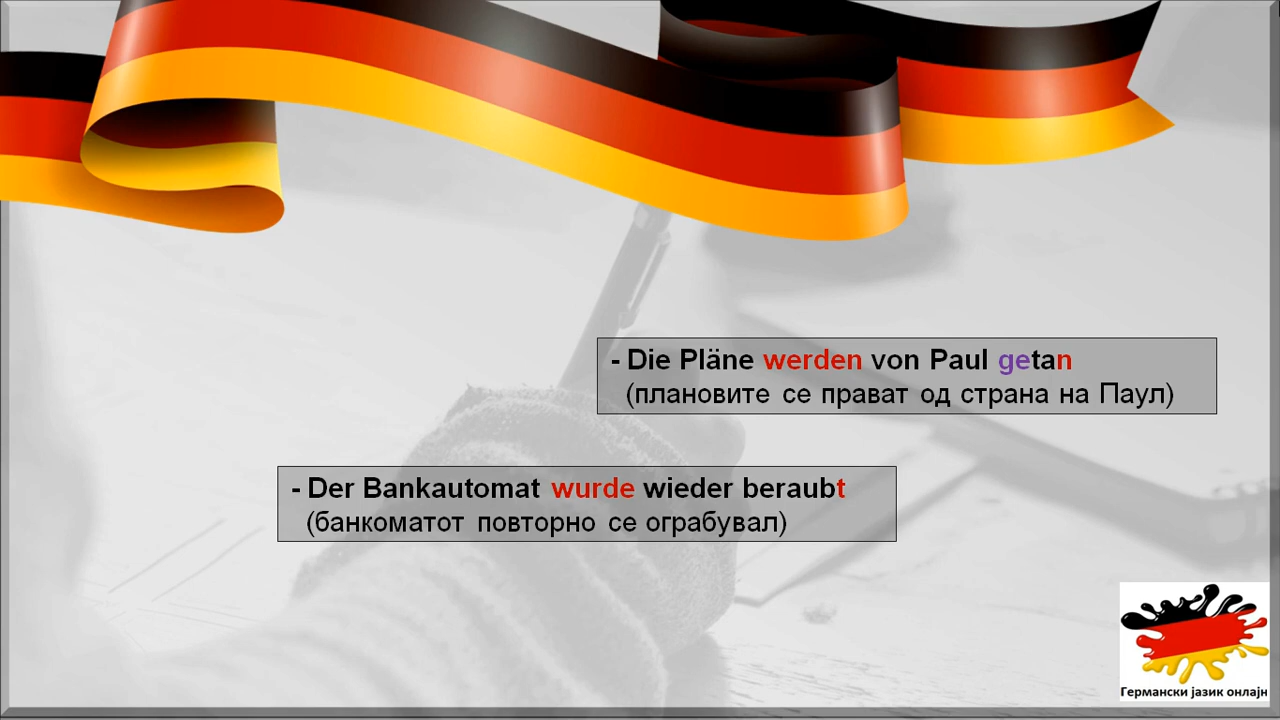 - Die Pläne werden von Paul getan
(плановите се прават од страна на Паул)
- Der Bankautomat wurde wieder beraubt
(банкоматот повторно се ограбувал)
Германски јазик онлајн